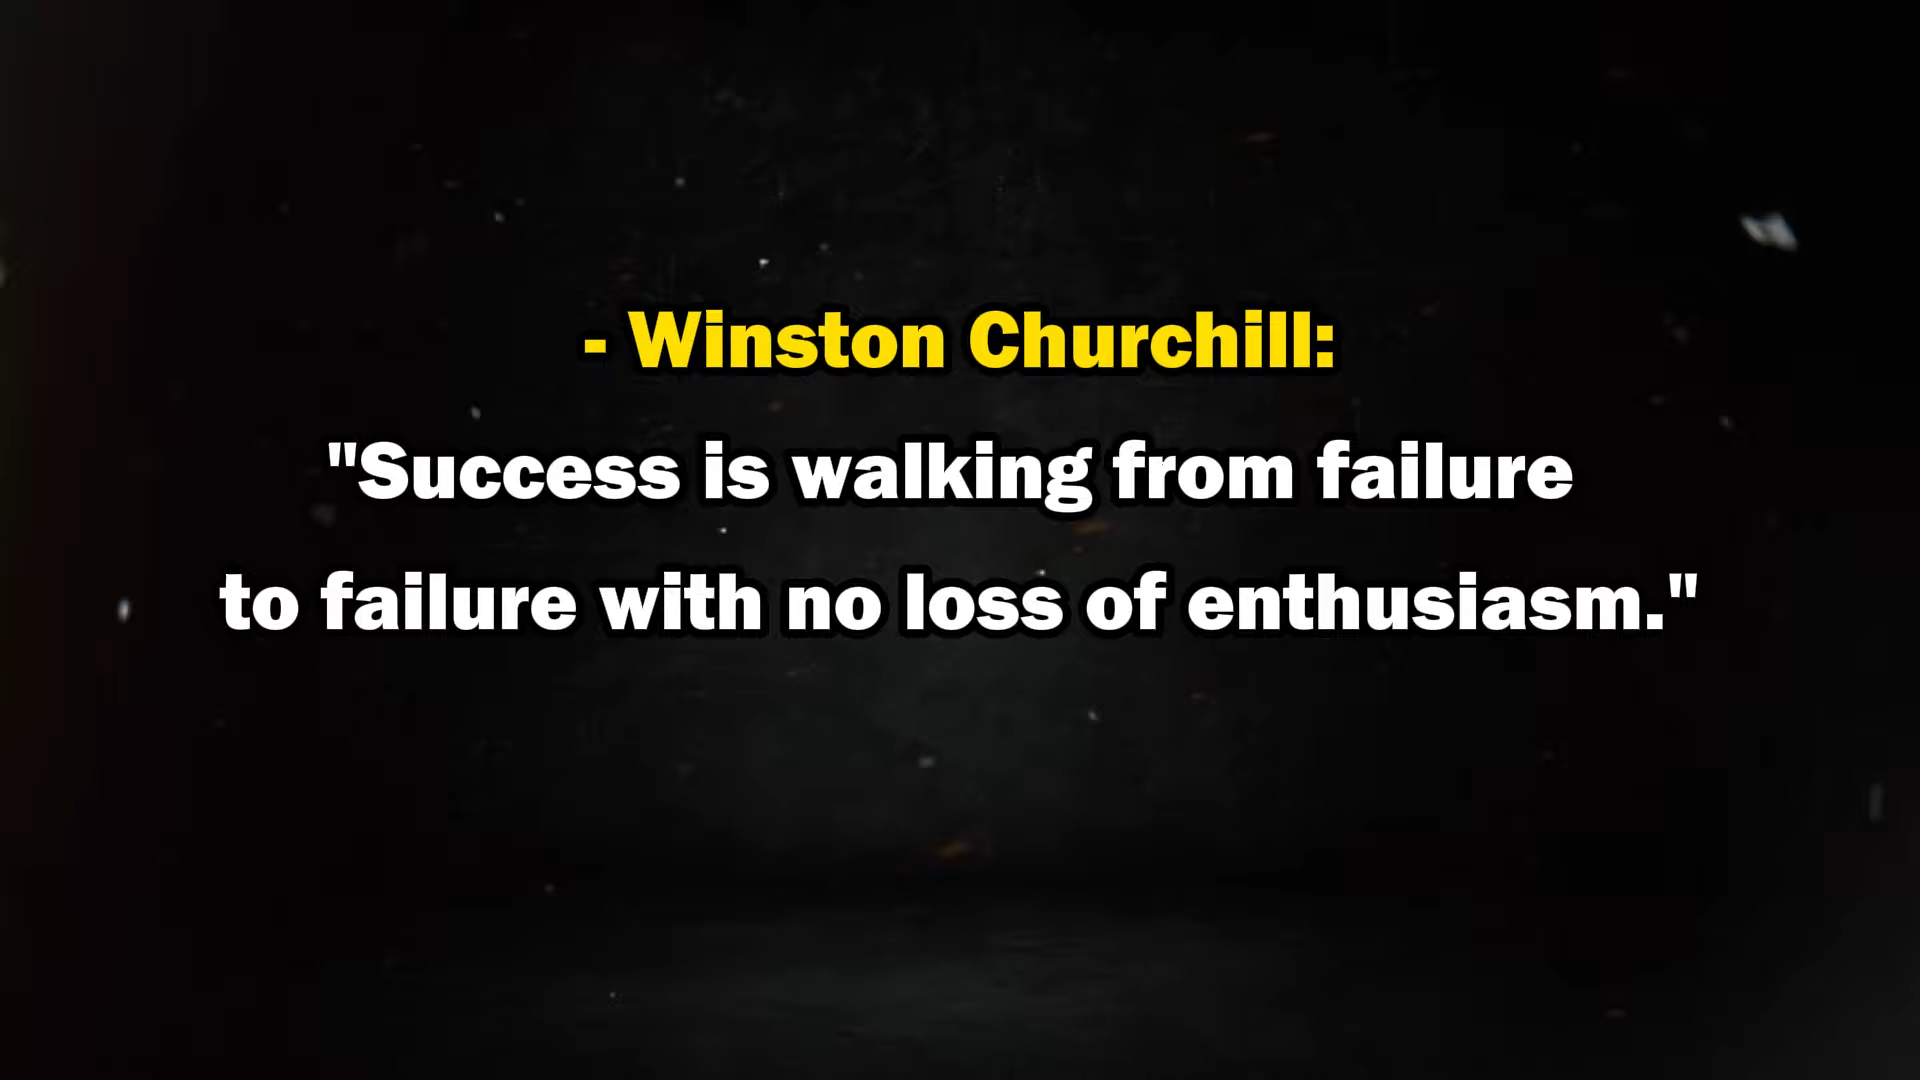 - Winston Churchill:
"Success is walking from failure
to failure with no loss of enthusiasm."